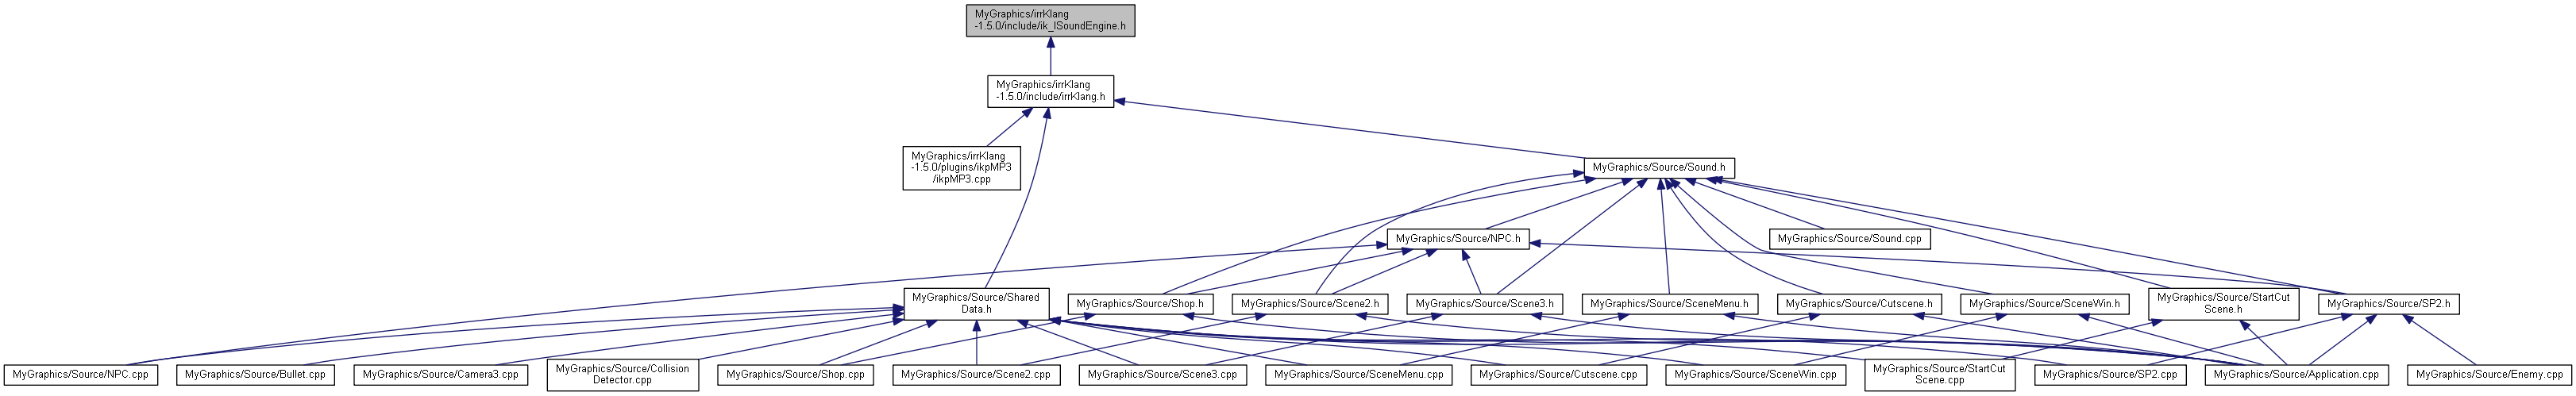 MyGraphics/irrKlang
-1.5.0/include/ik_ISoundEngine.h
MyGraphics/irrKlang
-1.5.0/include/irrKlang.h
MyGraphics/irrKlang
-1.5.0/plugins/ikpMP3
/ikpMP3.cpp
MyGraphics/Source/Sound.h
MyGraphics/Source/NPC.h
MyGraphics/Source/Sound.cpp
MyGraphics/Source/Shared
Data.h
MyGraphics/Source/Shop.h
MyGraphics/Source/Scene2.h
MyGraphics/Source/Scene3.h
MyGraphics/Source/SceneMenu.h
MyGraphics/Source/Cutscene.h
MyGraphics/Source/SceneWin.h
MyGraphics/Source/StartCut
Scene.h
MyGraphics/Source/SP2.h
MyGraphics/Source/NPC.cpp
MyGraphics/Source/Bullet.cpp
MyGraphics/Source/Camera3.cpp
MyGraphics/Source/Collision
Detector.cpp
MyGraphics/Source/Shop.cpp
MyGraphics/Source/Scene2.cpp
MyGraphics/Source/Scene3.cpp
MyGraphics/Source/SceneMenu.cpp
MyGraphics/Source/Cutscene.cpp
MyGraphics/Source/SceneWin.cpp
MyGraphics/Source/StartCut
Scene.cpp
MyGraphics/Source/SP2.cpp
MyGraphics/Source/Application.cpp
MyGraphics/Source/Enemy.cpp